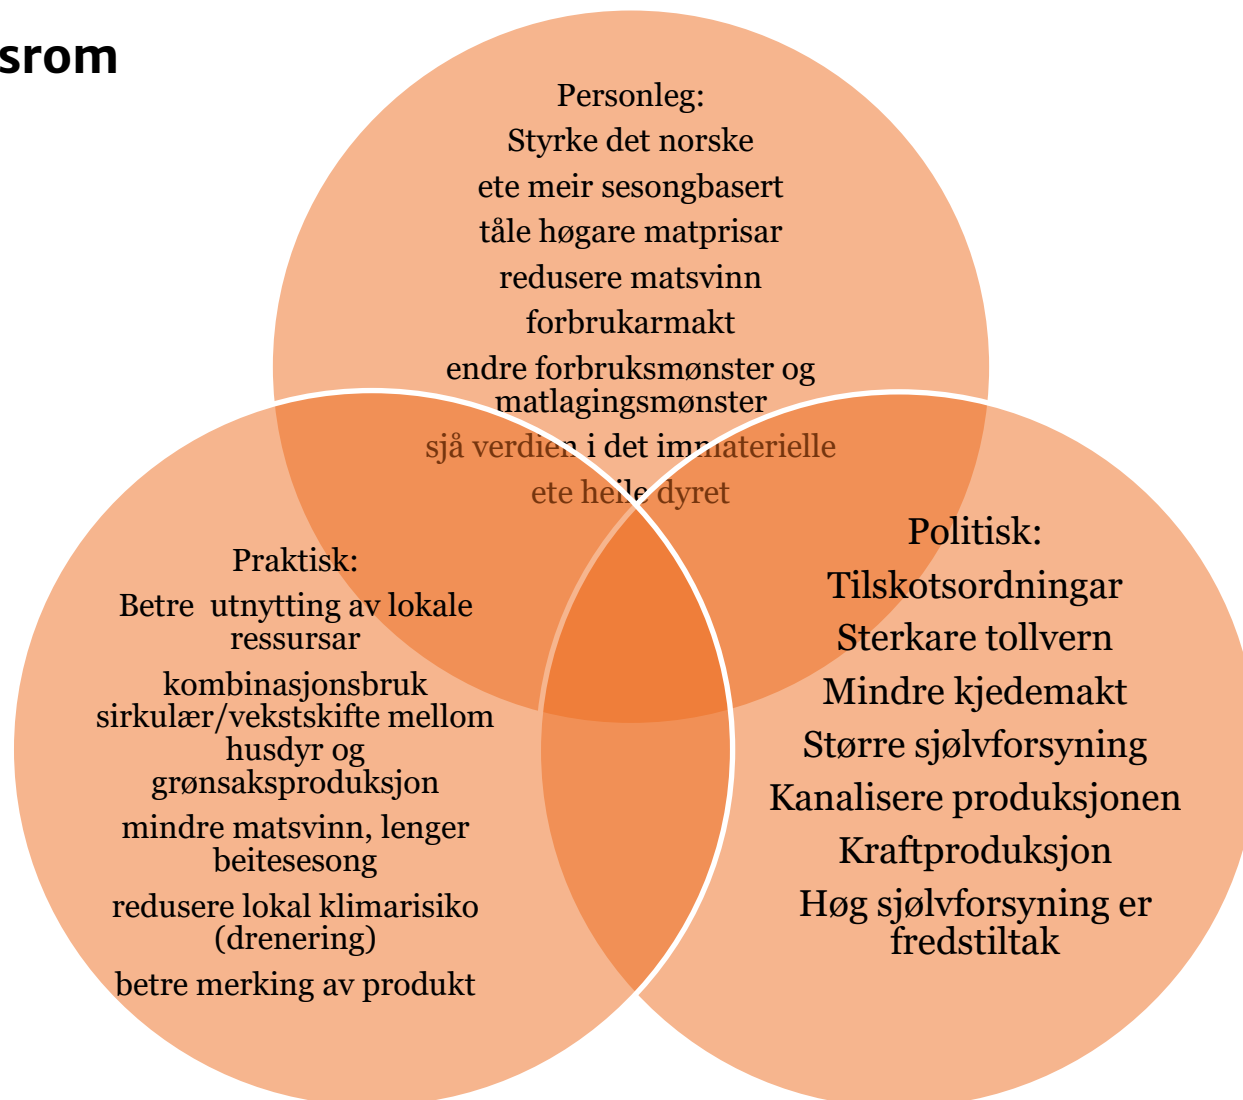 srom
Personleg:
Styrke det norske
ete meir sesongbasert
tåle høgare matprisar
redusere matsvinn
forbrukarmakt
endre forbruksmønster og
matlagingsmønster
sjå verdien i det immaterielle
ete heile dyret
Praktisk:
Betre  utnytting av lokale
ressursar
kombinasjonsbruk
sirkulær/vekstskifte mellom
husdyr og
grønsaksproduksjon
mindre matsvinn, lenger
beitesesong
redusere lokal klimarisiko
(drenering)
betre merking av produkt
Politisk:
Tilskotsordningar
Sterkare tollvern
Mindre kjedemakt
Større sjølvforsyning
Kanalisere produksjonen
Kraftproduksjon
Høg sjølvforsyning er
fredstiltak